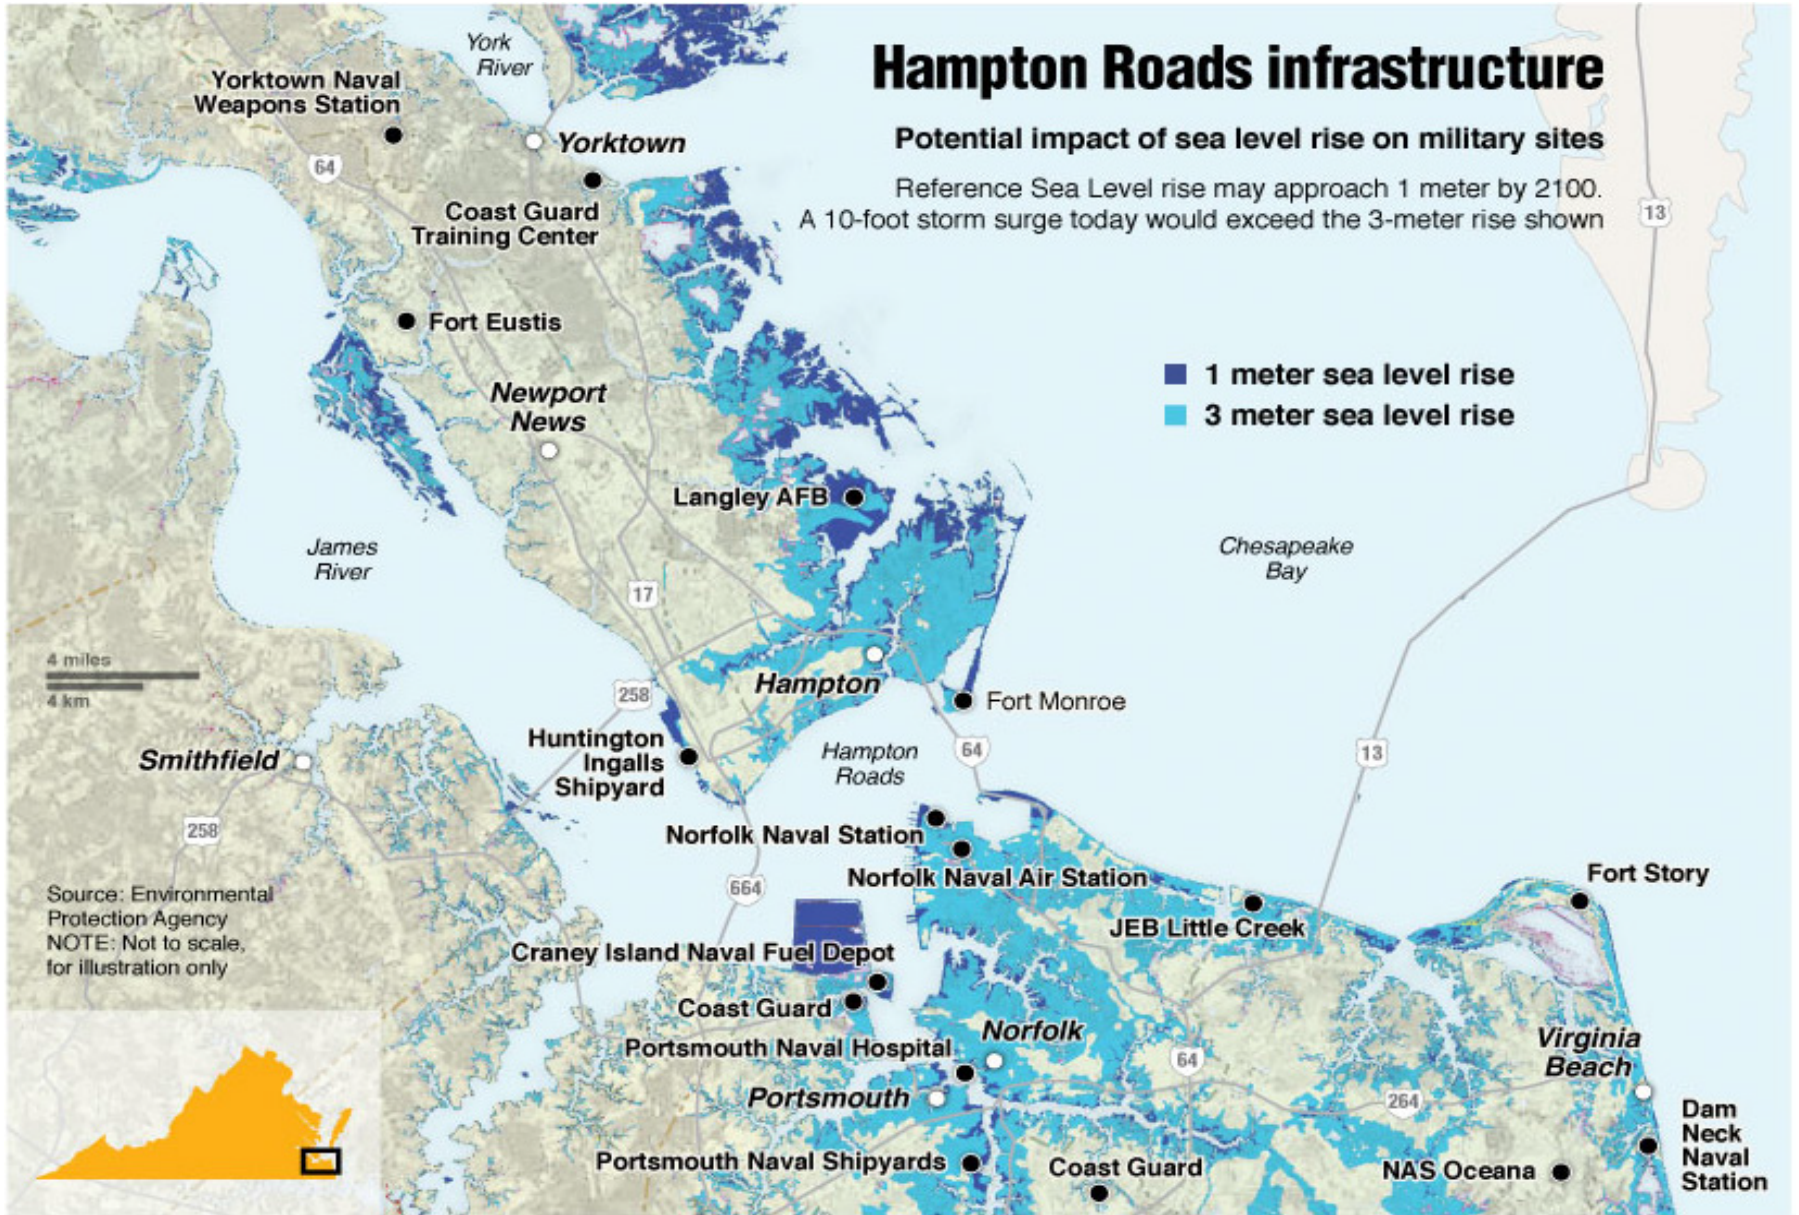 Hampton Roads infrastructure
Potential impact of sea level rise on military sites
Reference Sea Level rise may approach 1 meter by 2100.
A 10-foot storm surge today would exceed the 3-meter rise shown
1 meter sea level rise
3 meter sea level rise
York
River
Yorktown Naval
Weapons Station
Yorktown
64
Coast Guard
Training Center
13
Fort Eustis
Newport
News
Langley AFB
James
River
Chesapeake
Bay
17
4 miles
4 km
258
Hampton
Fort Monroe
Huntington
Ingalls
Shipyard
Hampton
Roads
64
13
Smithfield
258
Norfolk Naval Station
Norfolk Naval Air Station
664
Fort Story
JEB Little Creek
Source: Environmental
Protection Agency
NOTE: Not to scale,
for illustration only
Craney Island Naval Fuel Depot
Coast Guard
Portsmouth Naval Hospital
Norfolk
64
Virginia
Beach
Portsmouth
264
Dam
Neck
Naval
Station
Portsmouth Naval Shipyards
Coast Guard
NAS Oceana